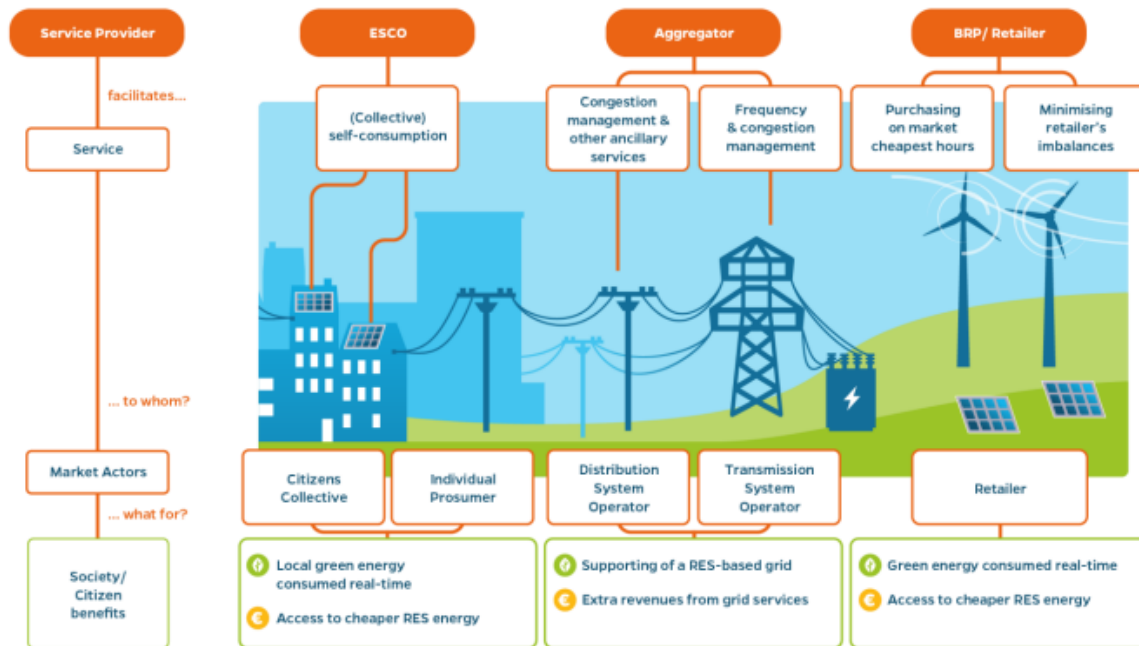 Service Provider
ESCO
Aggregator
BRP/ Retailer
facilitates...
Service
(Collective)
self-consumption
Congestion
management &
other ancillary
services
Frequency
& congestion
management
Purchasing
on market
cheapest hours
Minimising
retailer's
imbalances
... to whom?
Market Actors
Citizens
Collective
Individual
Prosumer
Distribution
System
Operator
Transmission
System
Operator
Retailer
... what for?
Society/
Citizen
benefits
Local green energy
consumed real-time
€ Access to cheaper RES energy
Supporting of a RES-based grid
€ Extra revenues from grid services
Green energy consumed real-time
€ Access to cheaper RES energy